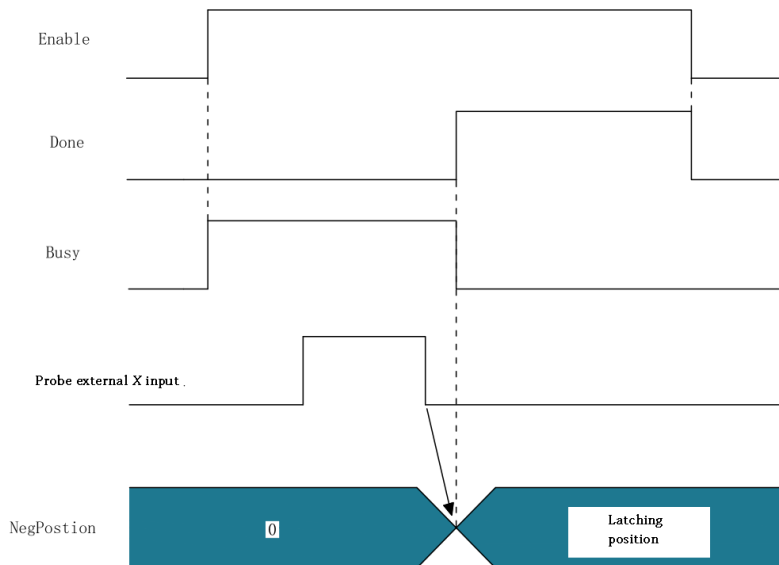 Enable
Done
Busy
Probe external X input .
NegPostion
0
Latching
position